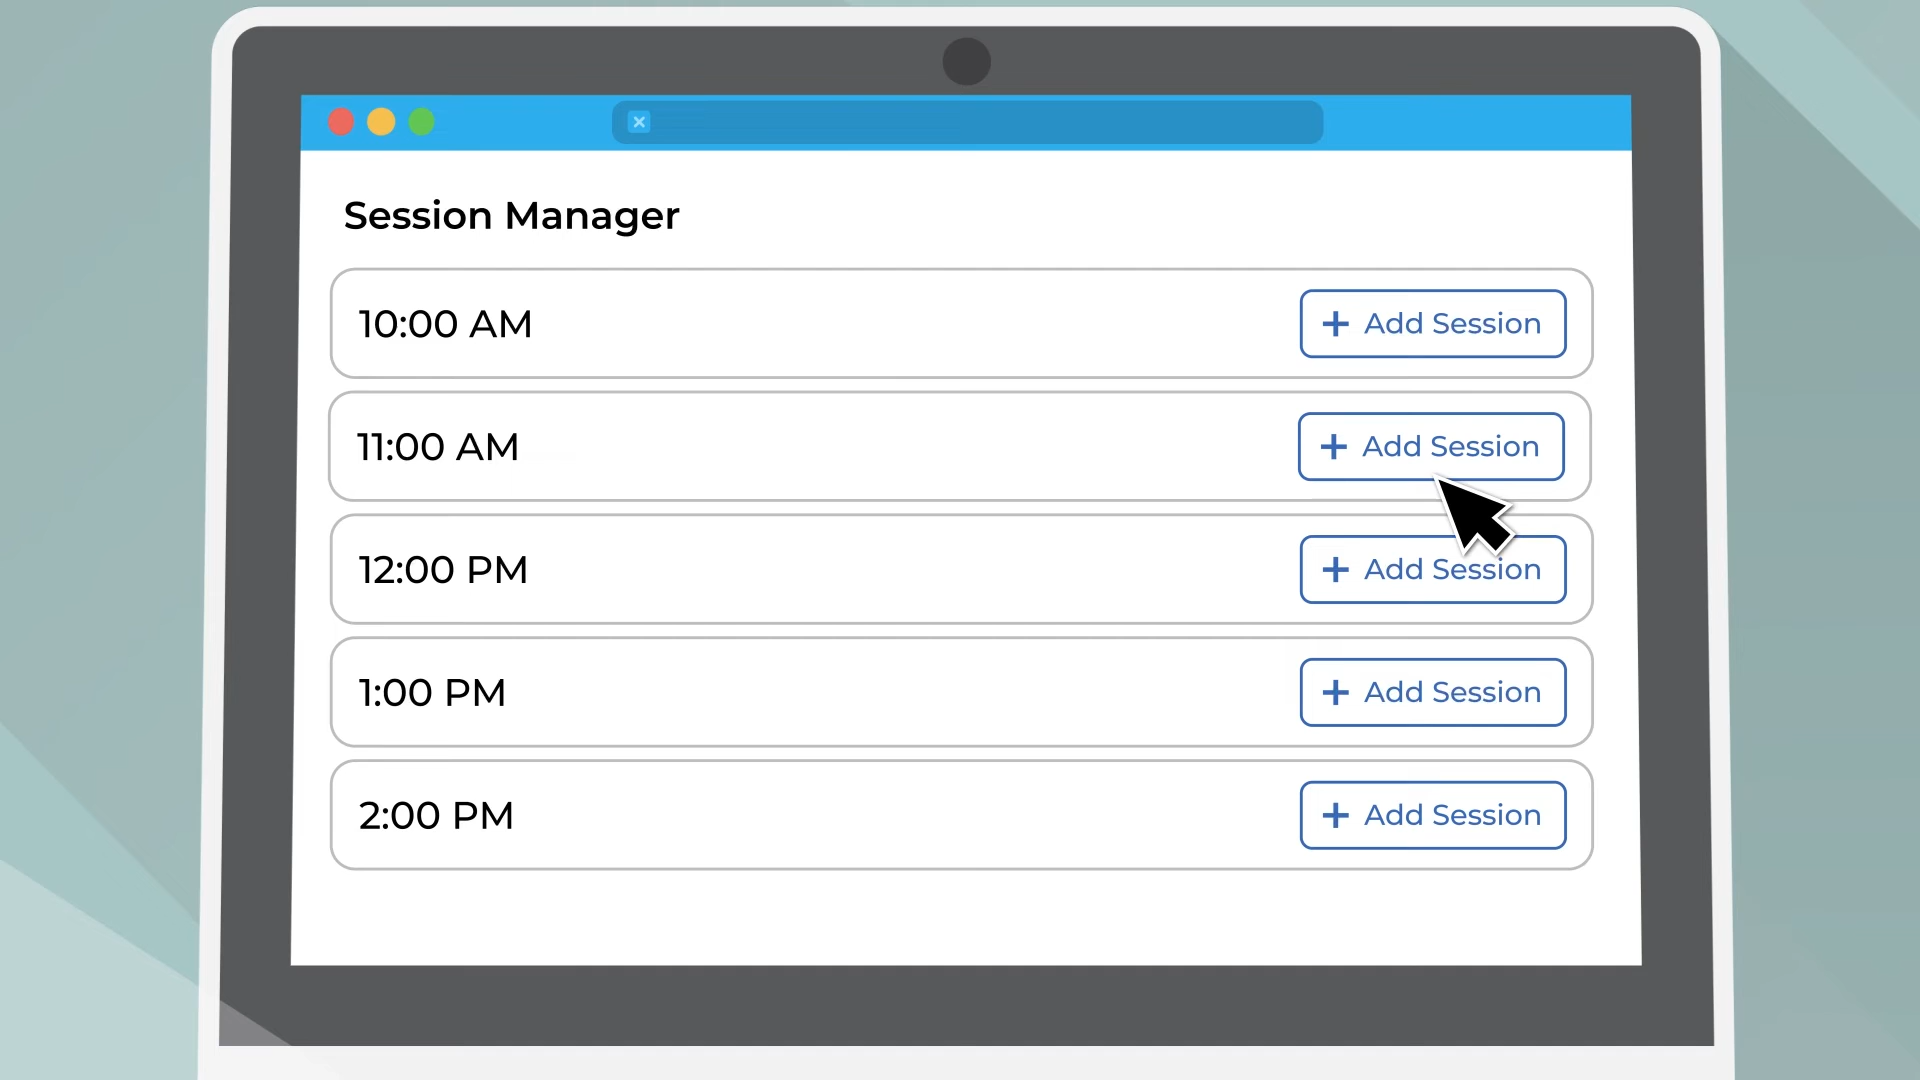 Session Manager
10:00 AM + Add Session
11:00 AM + Add Session
12:00 PM + Add Session
1:00 PM + Add Session
2:00 PM + Add Session